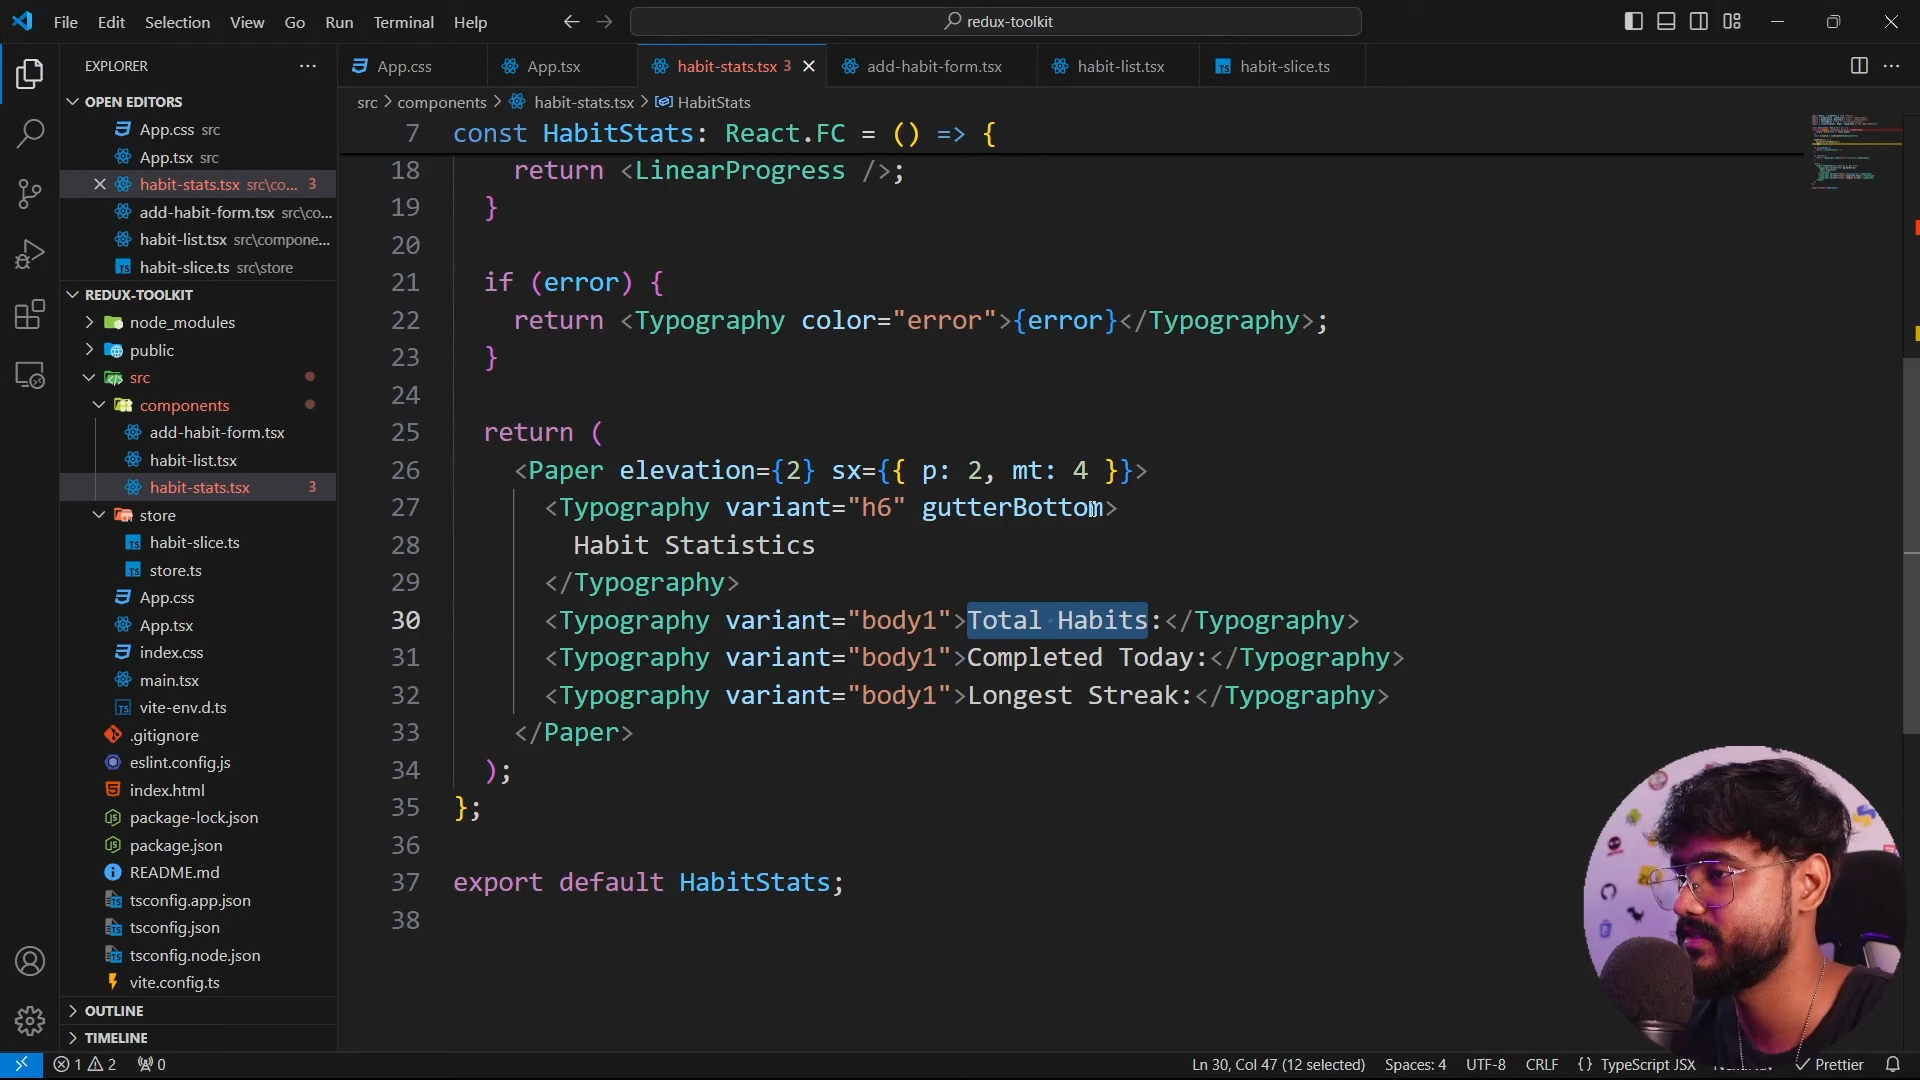 File Edit Selection View Go Run Terminal Help
redux-toolkit
EXPLORER
OPEN EDITORS
App.css src
App.tsx src
habit-stats.tsx src\co... 3
add-habit-form.tsx src\co...
habit-list.tsx src\compone...
habit-slice.ts src\store
REDUX-TOOLKIT
node_modules
public
src
components
add-habit-form.tsx
habit-list.tsx
habit-stats.tsx 3
store
habit-slice.ts
store.ts
App.css
App.tsx
index.css
main.tsx
vite-env.d.ts
.gitignore
eslint.config.js
index.html
package-lock.json
package.json
README.md
tsconfig.app.json
tsconfig.json
tsconfig.node.json
vite.config.ts
OUTLINE
TIMELINE
App.css App.tsx habit-stats.tsx 3 add-habit-form.tsx habit-list.tsx habit-slice.ts
src > components > habit-stats.tsx > HabitStats
7 const HabitStats: React.FC = () => {
18 return <LinearProgress />;
19 }
20
21 if (error) {
22 return <Typography color="error">{error}</Typography>;
23 }
24
25 return (
26 <Paper elevation={2} sx={{ p: 2, mt: 4 }}>
27 <Typography variant="h6" gutterBottom>
28 Habit Statistics
29 </Typography>
30 <Typography variant="body1">Total Habits:</Typography>
31 <Typography variant="body1">Completed Today:</Typography>
32 <Typography variant="body1">Longest Streak:</Typography>
33 </Paper>
34 );
35 };
36
37 export default HabitStats;
38
1 2 0 Ln 30, Col 47 (12 selected) Spaces: 4 UTF-8 CRLF {} TypeScript JSX Prettier